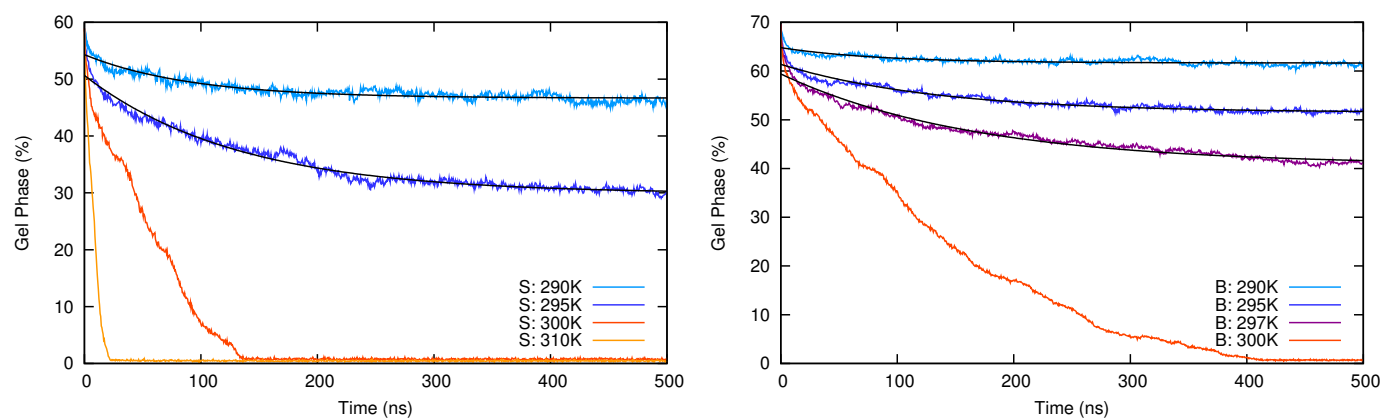 60
50
40
30
20
10
0
Gel Phase (%)
S: 290K
S: 295K
S: 300K
S: 310K
0 100 200 300 400 500
Time (ns)
70
60
50
40
30
20
10
0
Gel Phase (%)
B: 290K
B: 295K
B: 297K
B: 300K
0 100 200 300 400 500
Time (ns)